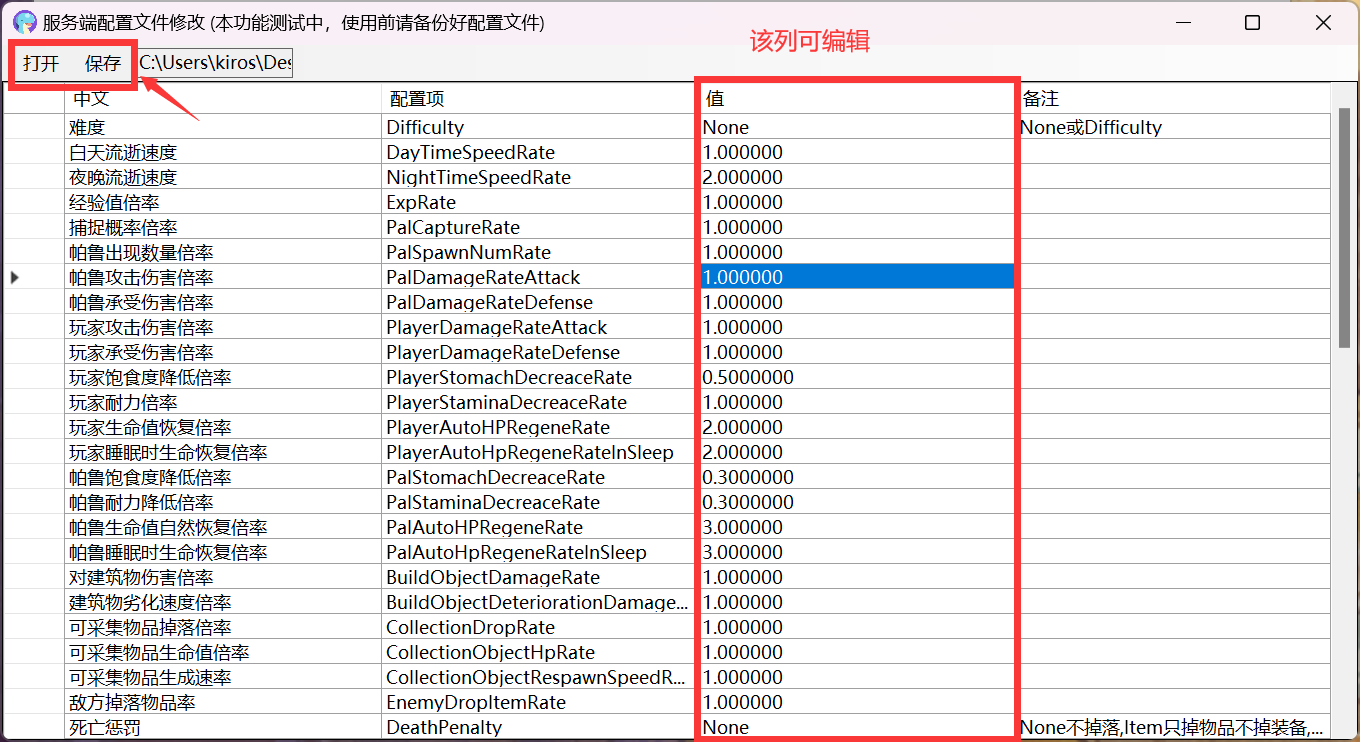 服务端配置文件修改 (本功能测试中，使用前请备份好配置文件)
该列可编辑
打开 保存 C:\Users\kiros\Des
中文 配置项 值 备注
难度 Difficulty None None或Difficulty
白天流逝速度 DayTimeSpeedRate 1.000000
夜晚流逝速度 NightTimeSpeedRate 2.000000
经验值倍率 ExpRate 1.000000
捕捉概率倍率 PalCaptureRate 1.000000
帕鲁出现数量倍率 PalSpawnNumRate 1.000000
帕鲁攻击伤害倍率 PalDamageRateAttack 1.000000
帕鲁承受伤害倍率 PalDamageRateDefense 1.000000
玩家攻击伤害倍率 PlayerDamageRateAttack 1.000000
玩家承受伤害倍率 PlayerDamageRateDefense 1.000000
玩家饱食度降低倍率 PlayerStomachDecreaceRate 0.5000000
玩家耐力倍率 PlayerStaminaDecreaceRate 1.000000
玩家生命值恢复倍率 PlayerAutoHPRegeneRate 2.000000
玩家睡眠时生命恢复倍率 PlayerAutoHpRegeneRateInSleep 2.000000
帕鲁饱食度降低倍率 PalStomachDecreaceRate 0.3000000
帕鲁耐力降低倍率 PalStaminaDecreaceRate 0.3000000
帕鲁生命值自然恢复倍率 PalAutoHPRegeneRate 3.000000
帕鲁睡眠时生命恢复倍率 PalAutoHpRegeneRateInSleep 3.000000
对建筑物伤害倍率 BuildObjectDamageRate 1.000000
建筑物劣化速度倍率 BuildObjectDeteriorationDamage... 1.000000
可采集物品掉落倍率 CollectionDropRate 1.000000
可采集物品生命值倍率 CollectionObjectHpRate 1.000000
可采集物品生成速率 CollectionObjectRespawnSpeedR... 1.000000
敌方掉落物品率 EnemyDropItemRate 1.000000
死亡惩罚 DeathPenalty None None不掉落,Item只掉物品不掉装备,...